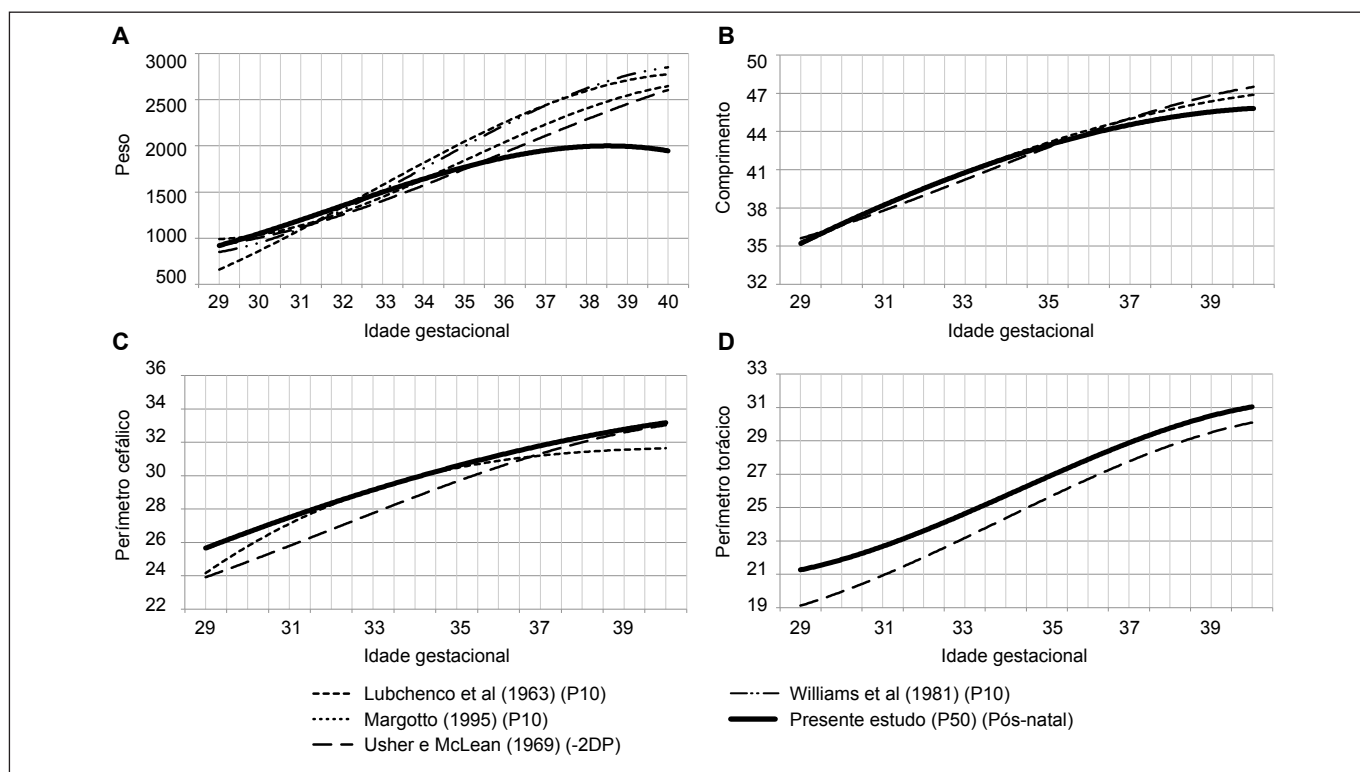 A
3000
2500
2000
1500
1000
500
Peso
29 30 31 32 33 34 35 36 37 38 39 40
Idade gestacional
B
50
47
44
41
38
35
32
Comprimento
29 31 33 35 37 39
Idade gestacional
C
36
34
32
30
28
26
24
22
Perímetro cefálico
29 31 33 35 37 39
Idade gestacional
D
33
31
29
27
25
23
21
19
Perímetro torácico
29 31 33 35 37 39
Idade gestacional
Lubchenco et al (1963) (P10)
Margotto (1995) (P10)
Usher e McLean (1969) (-2DP)
Williams et al (1981) (P10)
Presente estudo (P50) (Pós-natal)